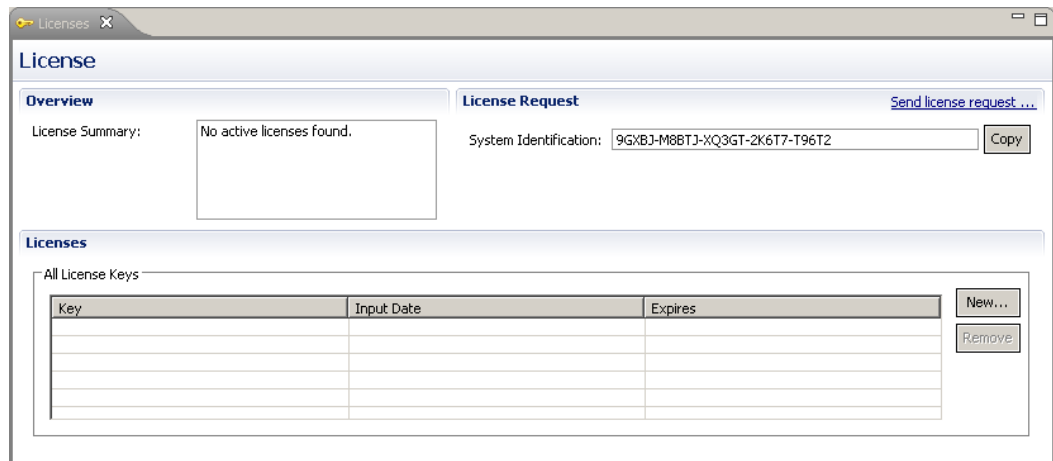 Licenses
License
Overview
License Summary: No active licenses found.
License Request Send license request ...
System Identification: 9GXBJ-M8BTJ-XQ3GT-2K6T7-T96T2 Copy
Licenses
All License Keys
Key Input Date Expires
New...
Remove